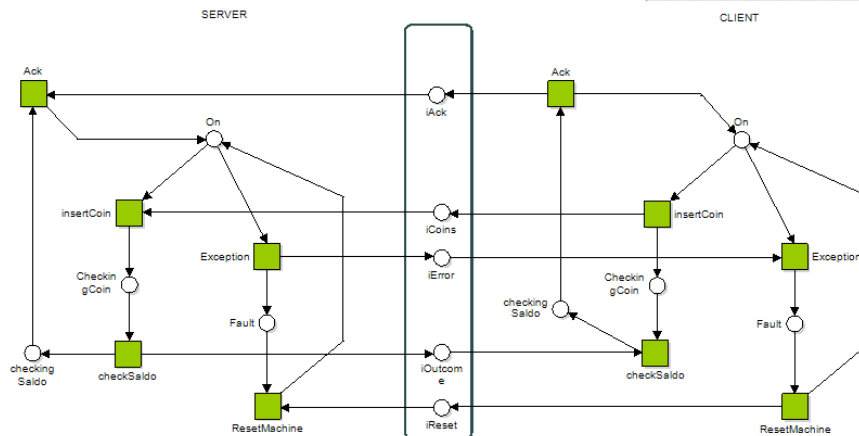 SERVER
CLIENT
Ack
Ack
iAck
On
On
insertCoin
iCoins
insertCoin
Exception
iError
Exception
Checkin
gCoin
Checkin
gCoin
checking
Saldo
Fault
Fault
checking
Saldo
checkSaldo
iOutcom
e
checkSaldo
ResetMachine
iReset
ResetMachine